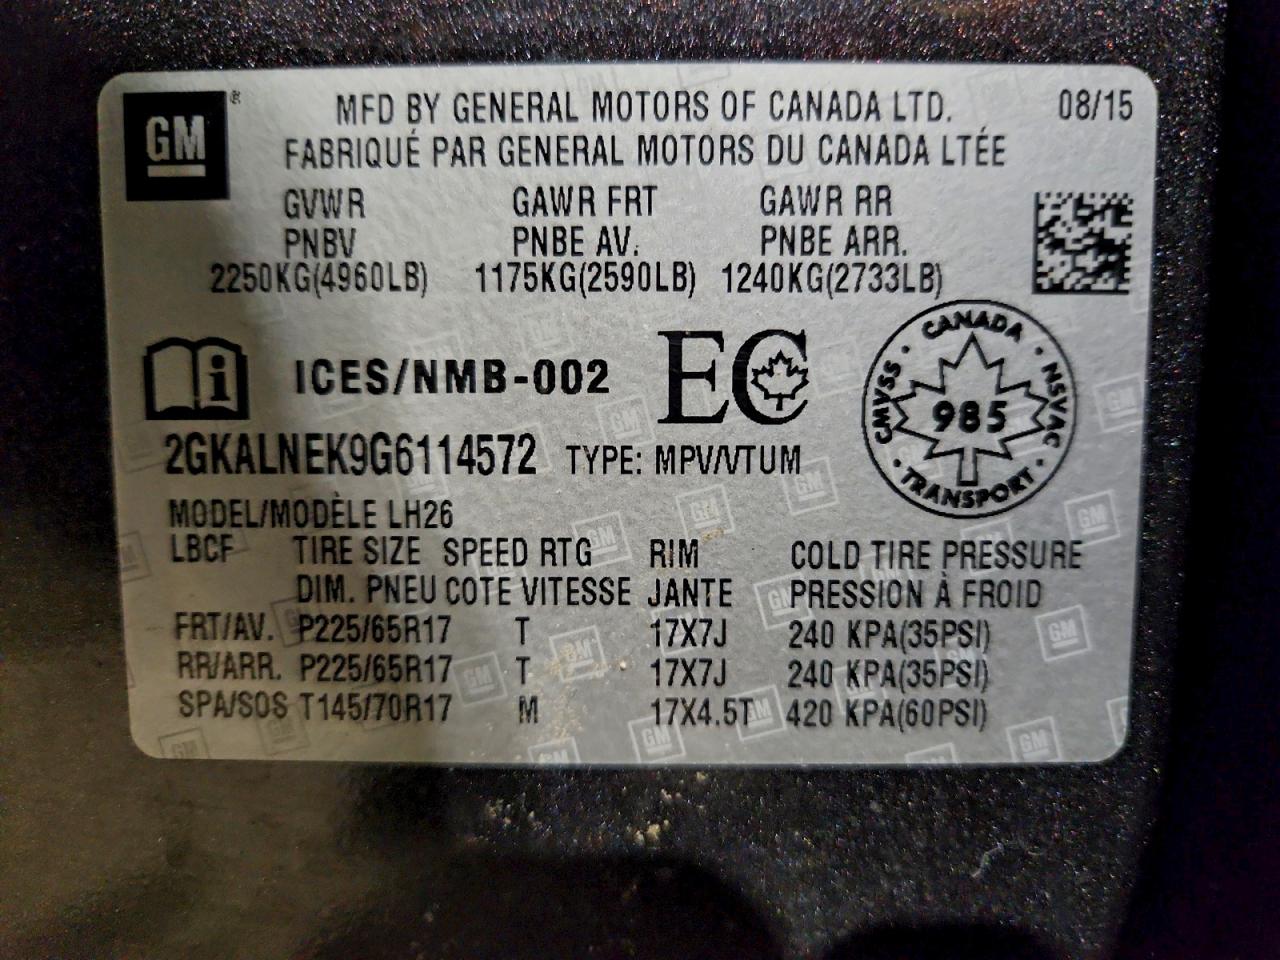 GM
MFD BY GENERAL MOTORS OF CANADA LTD. 08/15
FABRIQUÉ PAR GENERAL MOTORS DU CANADA LTÉE
GVWR GAWR FRT GAWR RR
PNBV PNBE AV. PNBE ARR.
2250KG(4960LB) 1175KG(2590LB) 1240KG(2733LB)
ICES/NMB-002 EC
CANADA
CMVSS 985 NSVAC
TRANSPORT
2GKALNEK9G6114572 TYPE: MPV/VTUM
MODEL/MODÈLE LH26
LBCF TIRE SIZE SPEED RTG RIM COLD TIRE PRESSURE
DIM. PNEU COTE VITESSE JANTE PRESSION À FROID
FRT/AV. P225/65R17 T 17X7J 240 KPA(35PSI)
RR/ARR. P225/65R17 T 17X7J 240 KPA(35PSI)
SPA/SOS T145/70R17 M 17X4.5T 420 KPA(60PSI)